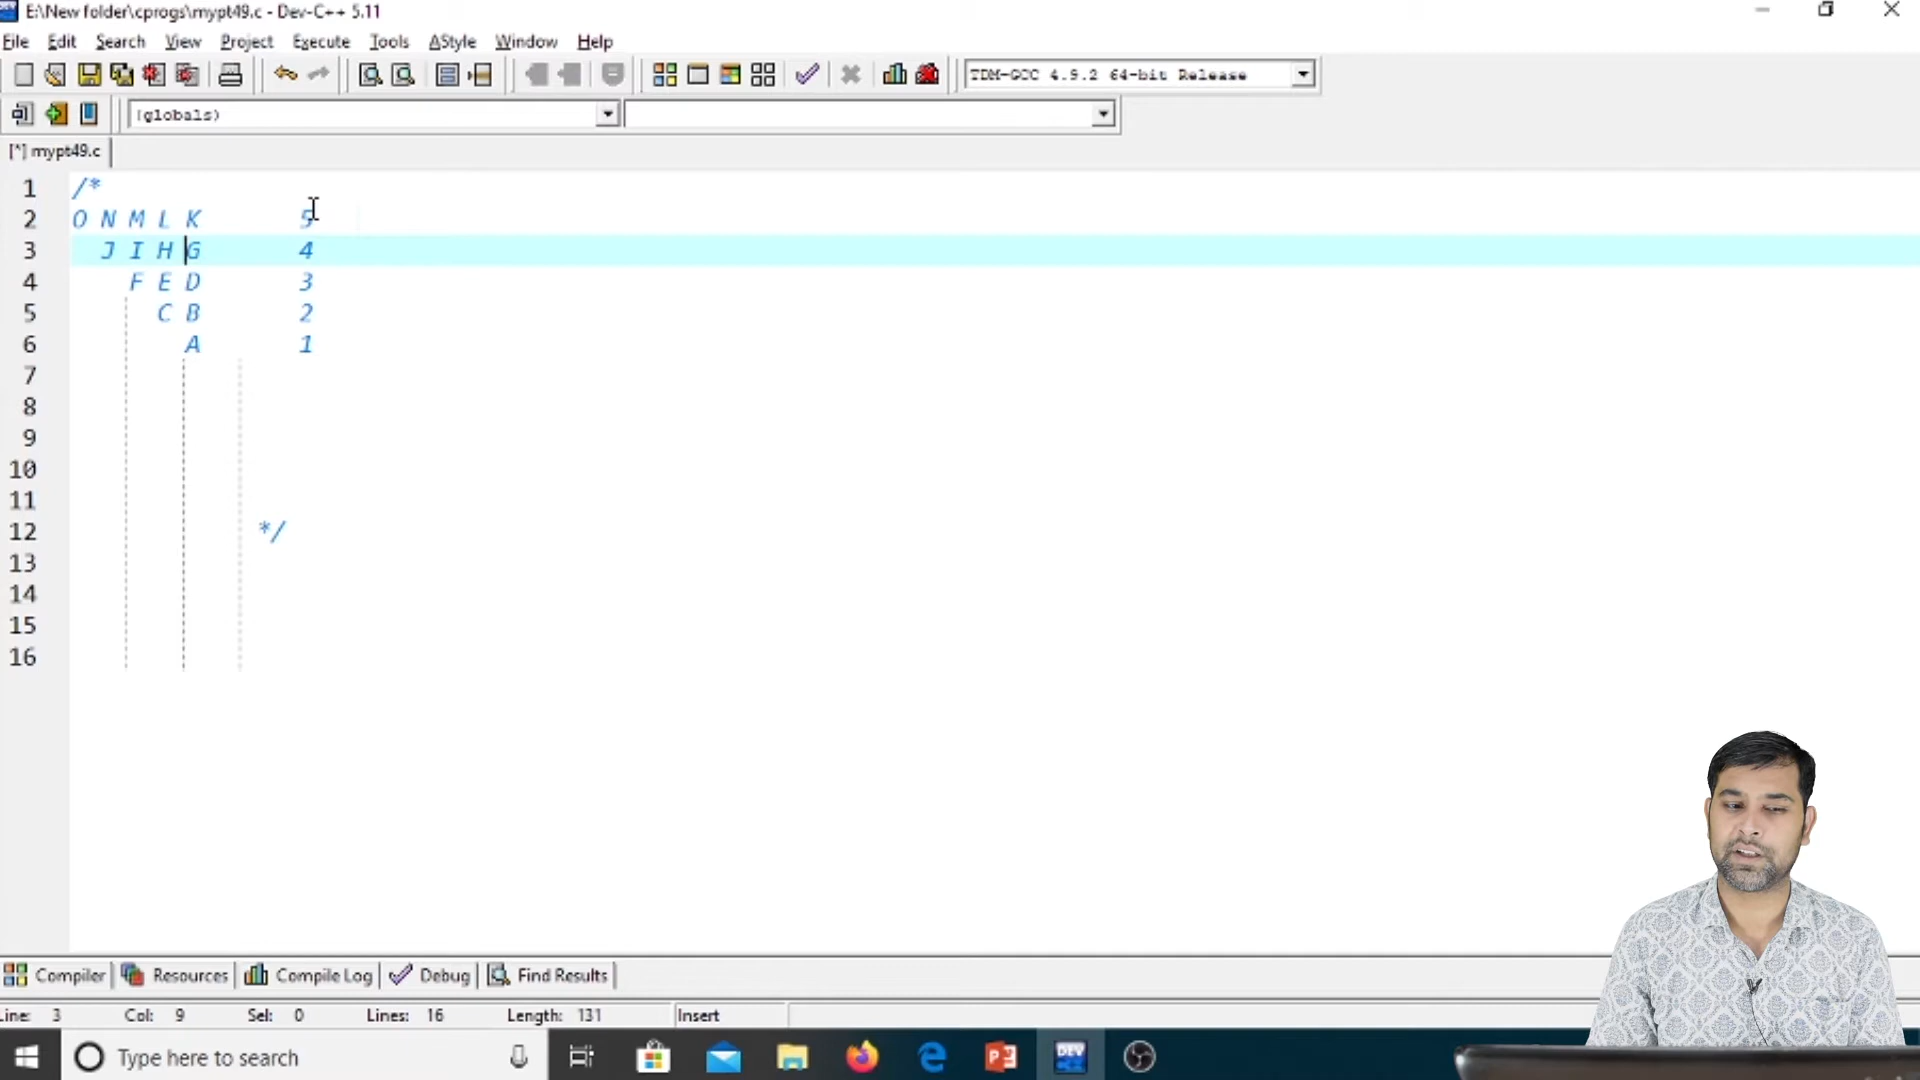 E:\New folder\cprogs\mypt49.c - Dev-C++ 5.11
File Edit Search View Project Execute Tools AStyle Window Help
TDM-GCC 4.9.2 64-bit Release
(globals)
[*] mypt49.c
1 /*
2 O N M L K 5
3 J I H G 4
4 F E D 3
5 C B 2
6 A 1
7
8
9
10
11
12 */
13
14
15
16
Compiler Resources Compile Log Debug Find Results
Line: 3 Col: 9 Sel: 0 Lines: 16 Length: 131 Insert
Type here to search DEV